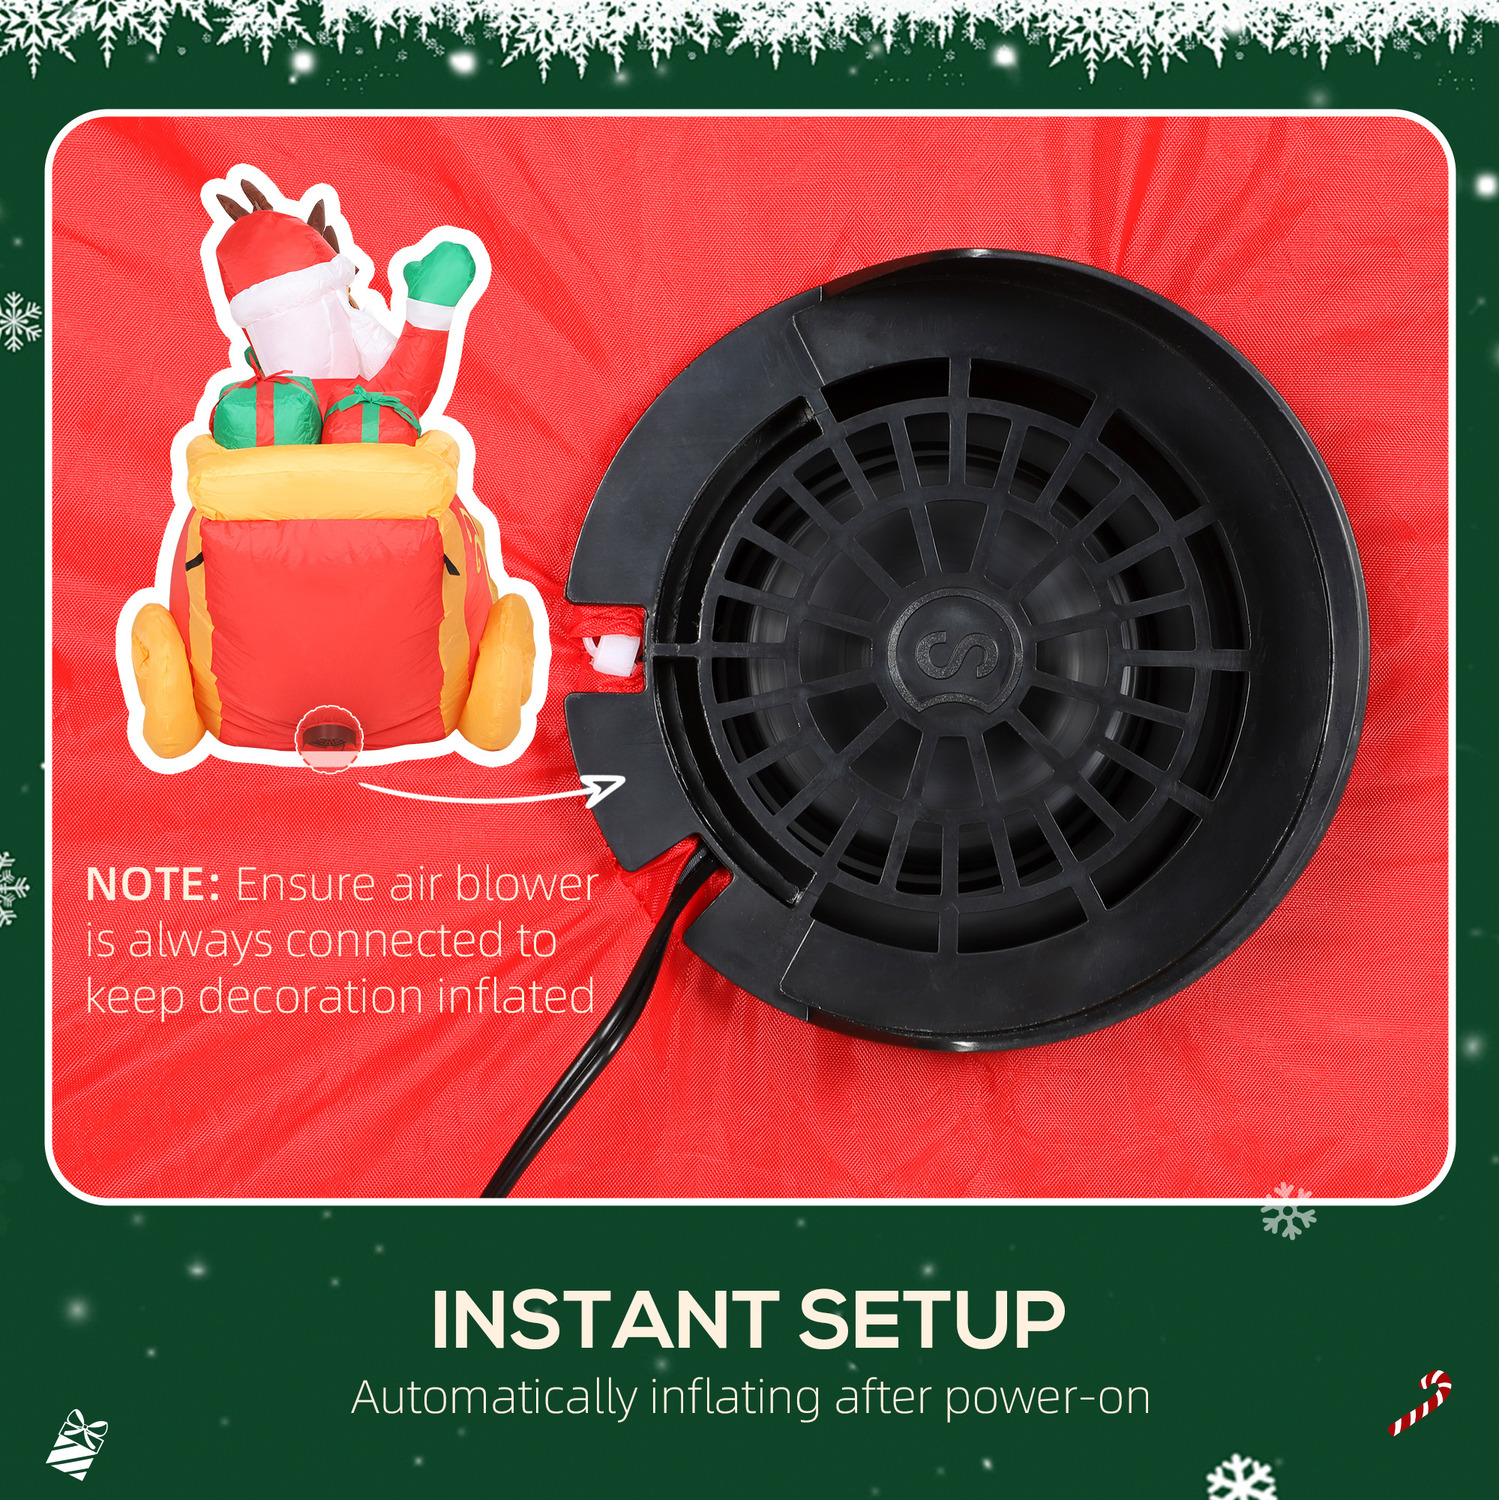 NOTE: Ensure air blower
is always connected to
keep decoration inflated
S
INSTANT SETUP
Automatically inflating after power-on